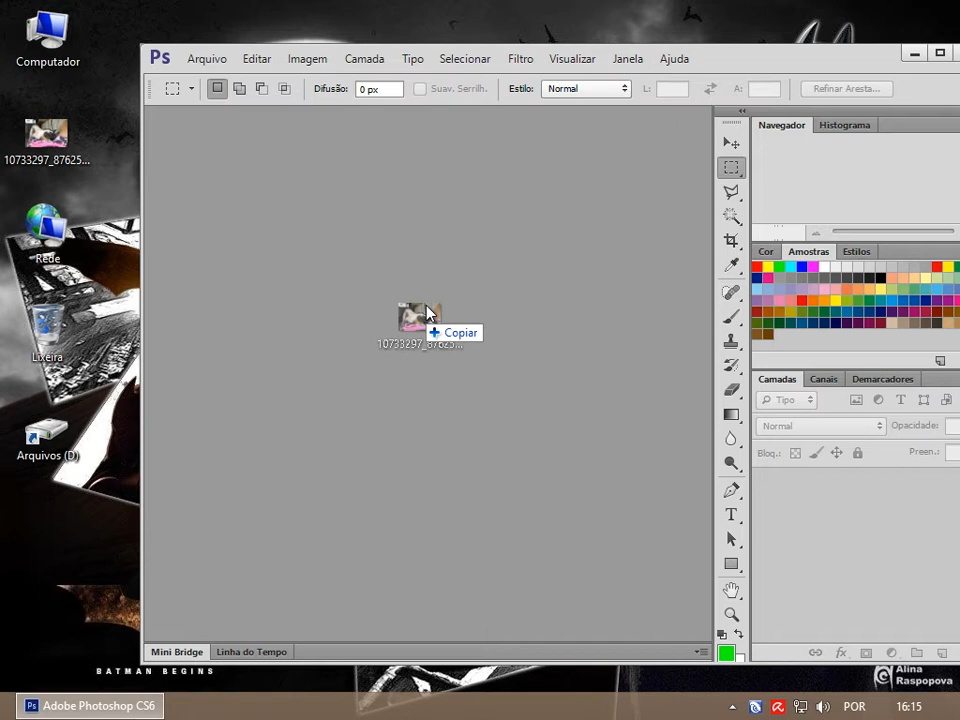 Computador
10733297_87625...
Rede
Lixeira
Arquivos (D)
Ps
Arquivo
Editar
Imagem
Camada
Tipo
Selecionar
Filtro
Visualizar
Janela
Ajuda
Difusão:
0 px
Suav. Serrilh.
Estilo:
Normal
L:
A:
Refinar Aresta...
Navegador
Histograma
Cor
Amostras
Estilos
10733297_87625...
Copiar
Camadas
Canais
Demarcadores
Tipo
Normal
Opacidade:
Bloq.:
Preen.:
Mini Bridge
Linha do Tempo
BATMAN BEGINS
Alina
Raspopova
Ps Adobe Photoshop CS6
POR
16:15